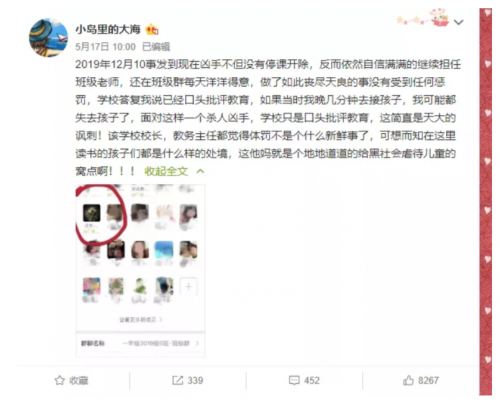 小岛里的大海
5月17日 10:00 已编辑
2019年12月10事发到现在凶手不但没有停课开除，反而依然自信满满的继续担任
班级老师，还在班级群每天洋洋得意，做了如此丧尽天良的事没有受到任何惩
罚，学校答复我说已经口头批评教育，如果当时我晚几分钟去接孩子，我可能都
失去孩子了，面对这样一个杀人凶手，学校只是口头批评教育，这简直是天大的
讽刺！该学校校长，教务主任都觉得体罚不是个什么新鲜事了，可想而知在这里
读书的孩子们都是什么样的处境，这他妈就是个地地道道的给黑社会虐待儿童的
窝点啊！！！ 收起全文
群聊名称
收藏 339 452 8267